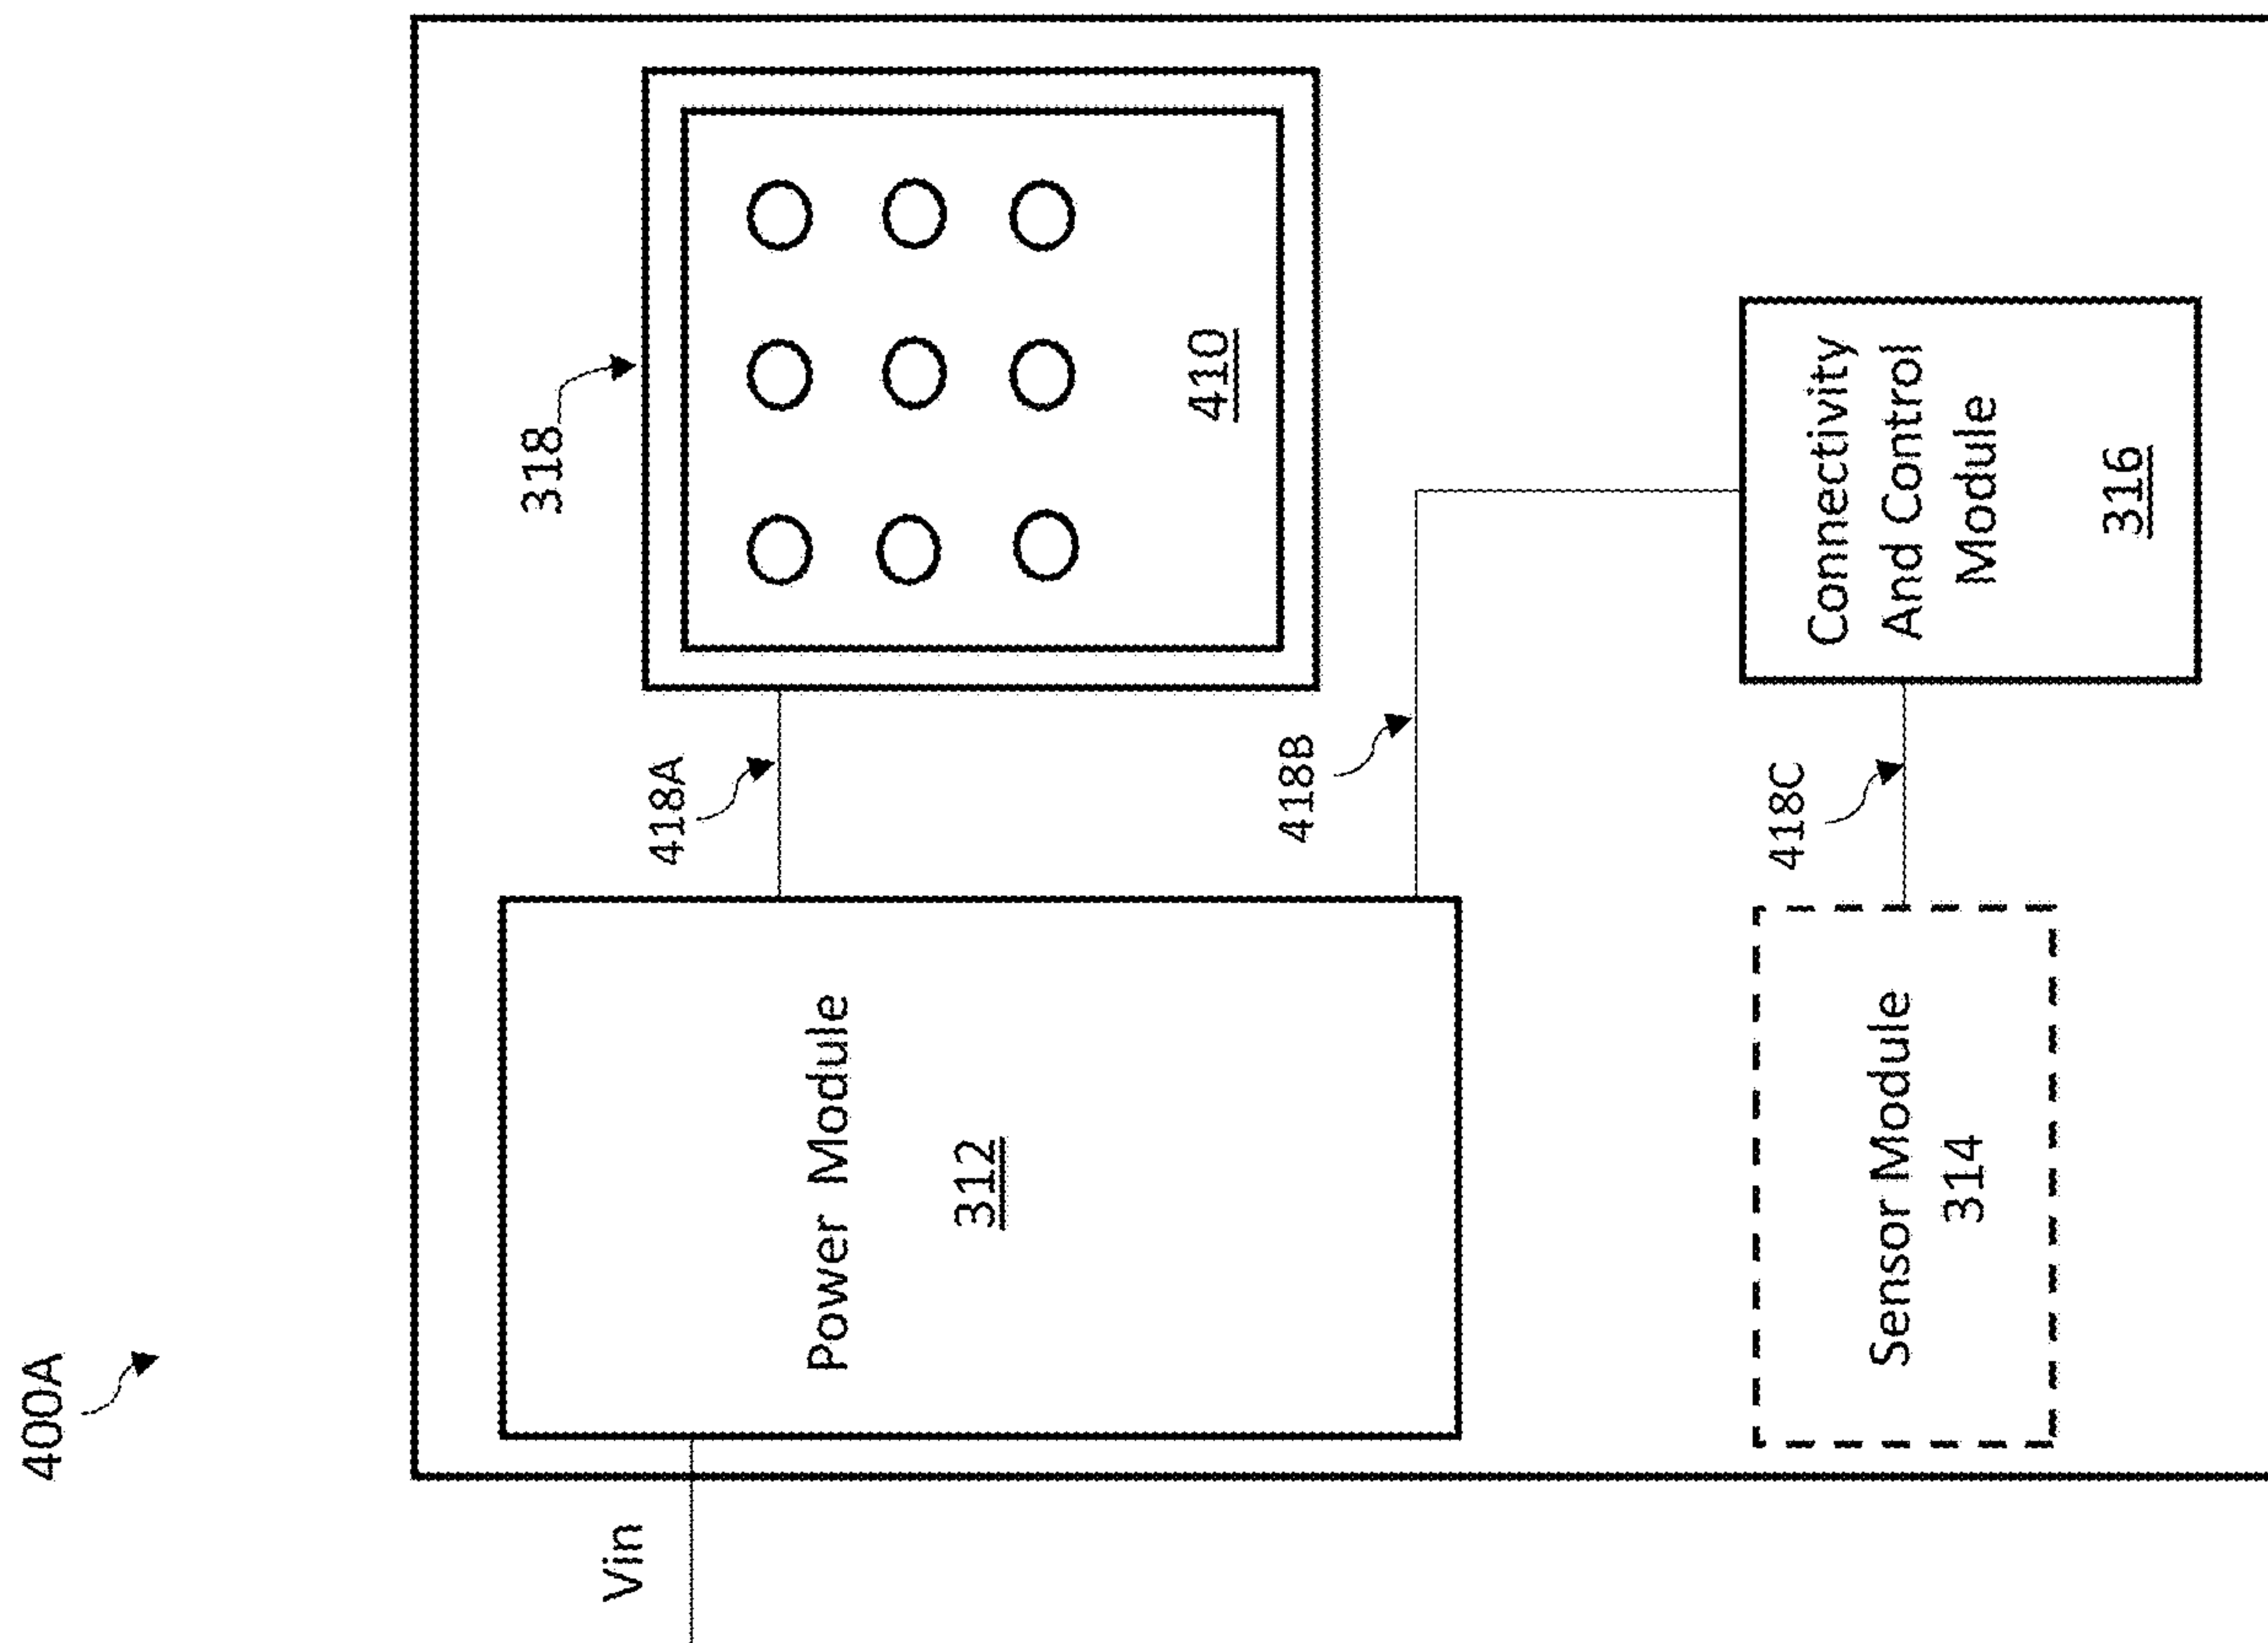 400A
Vin
Power Module
312
418A
318
410
418B
Sensor Module
314
418C
Connectivity
And Control
Module
316